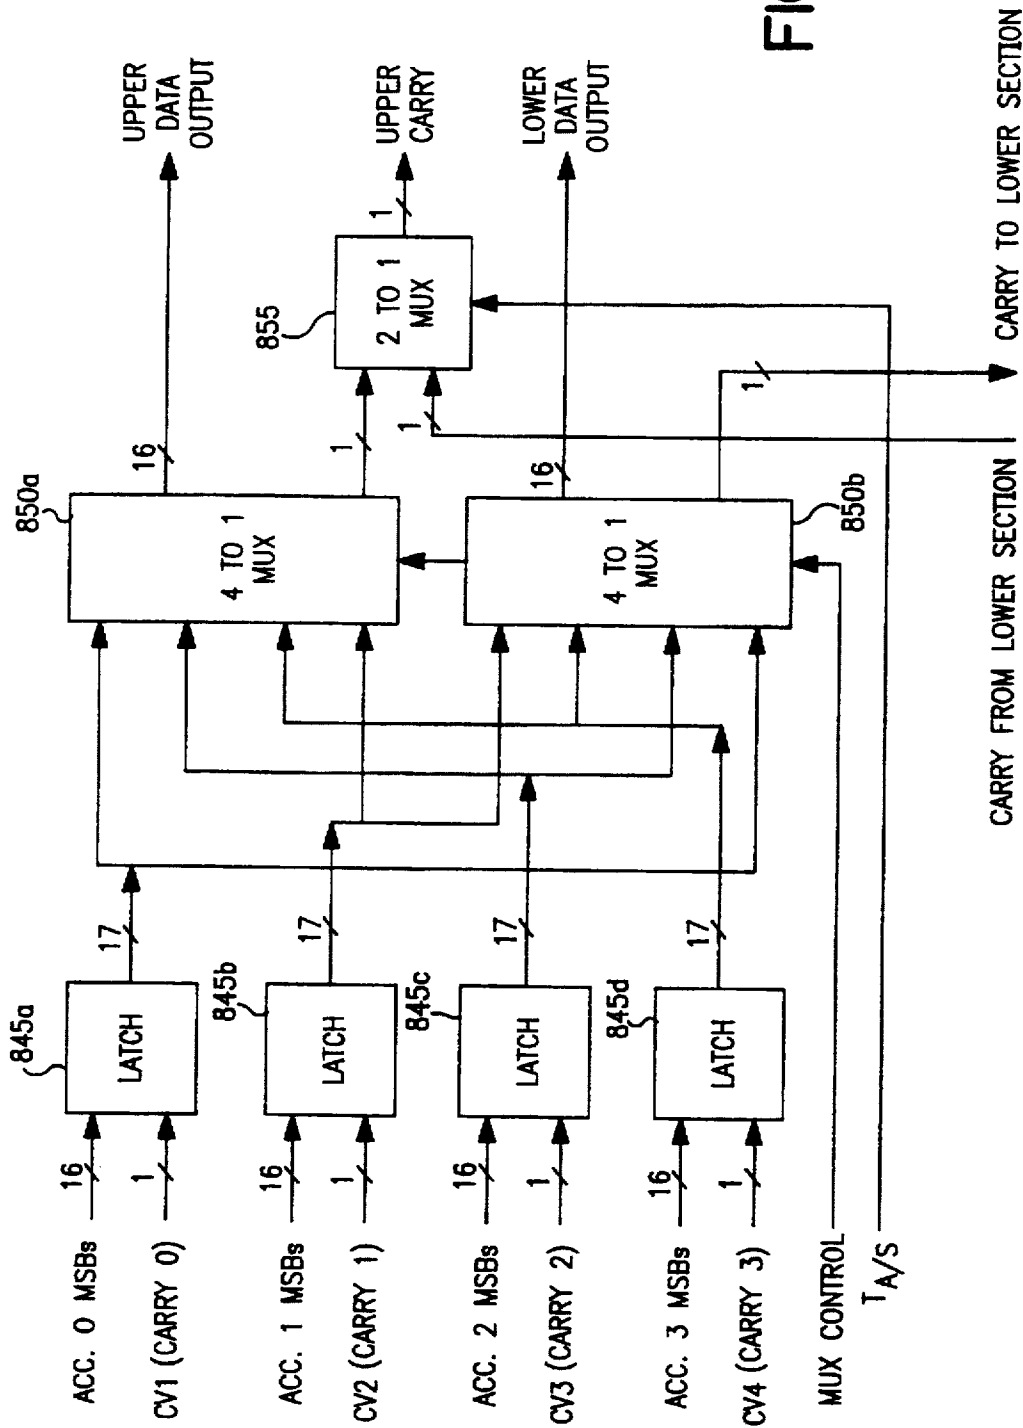 ACC. 0 MSBs
16
CV1 (CARRY 0)
1
845a
LATCH
17
ACC. 1 MSBs
16
CV2 (CARRY 1)
1
845b
LATCH
17
ACC. 2 MSBs
16
CV3 (CARRY 2)
1
845c
LATCH
17
ACC. 3 MSBs
16
CV4 (CARRY 3)
1
845d
LATCH
17
MUX CONTROL
TA/S
850a
4 TO 1
MUX
16
1
850b
4 TO 1
MUX
16
1
1
855
2 TO 1
MUX
1
UPPER
DATA
OUTPUT
UPPER
CARRY
LOWER
DATA
OUTPUT
CARRY FROM LOWER SECTION
CARRY TO LOWER SECTION